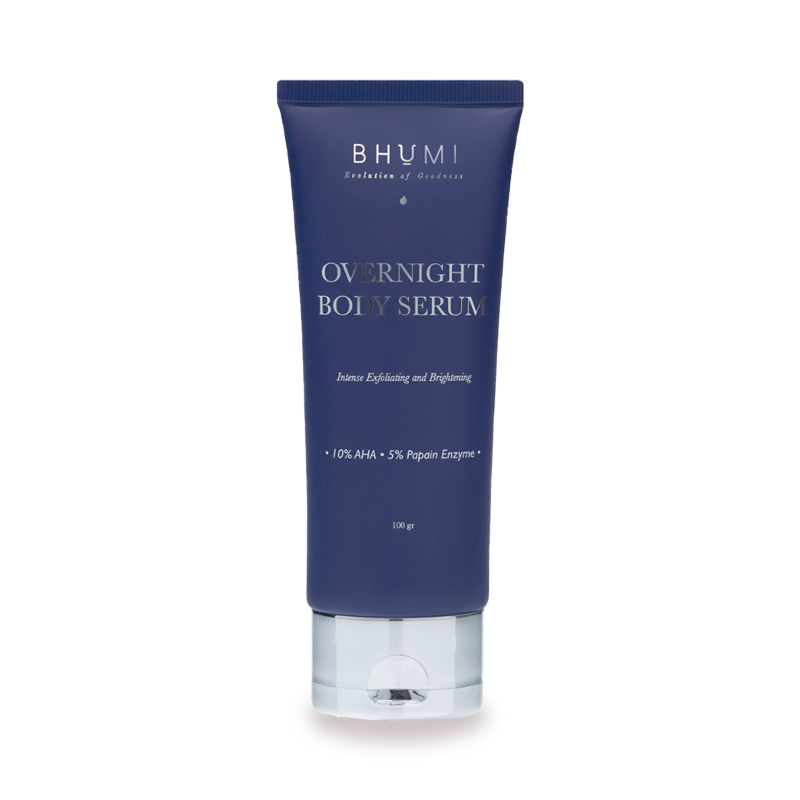 BHUMI
Evolution of Goodness
OVERNIGHT
BODY SERUM
Intense Exfoliating and Brightening
• 10% AHA • 5% Papain Enzyme •
100 gr